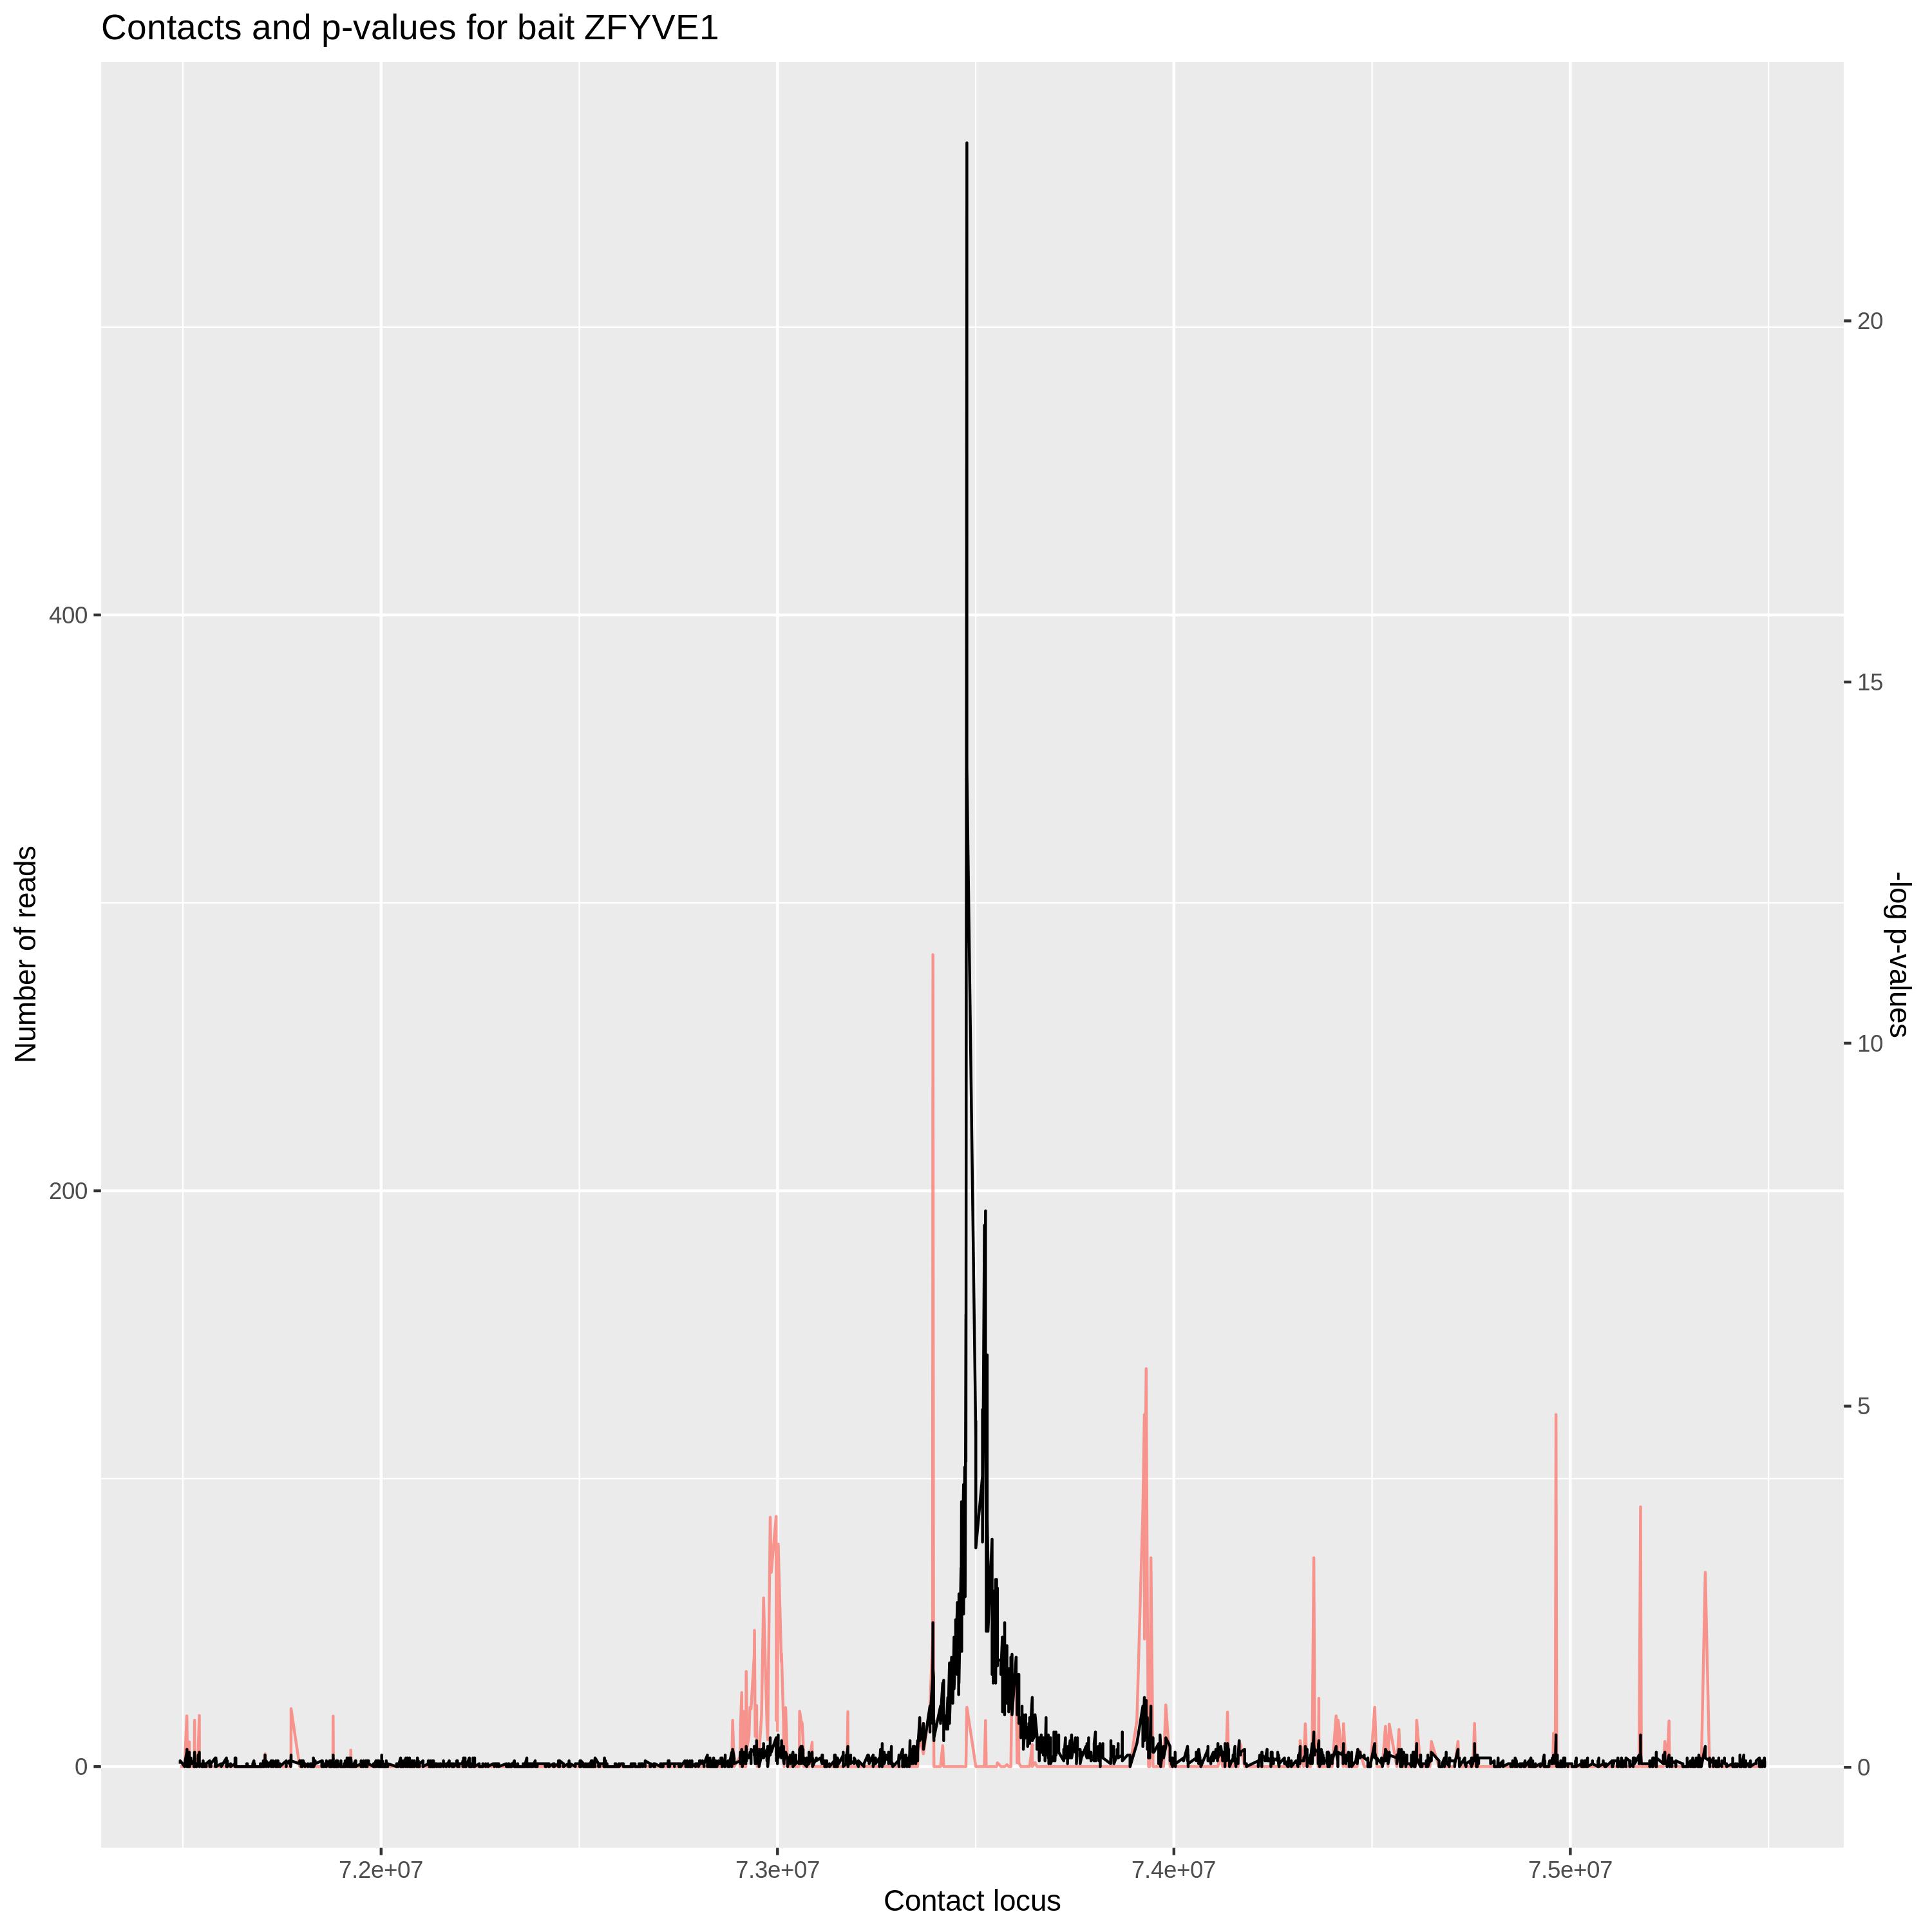 Contacts and p-values for bait ZFYVE1
Number of reads
400
200
0
20
15
10
5
0
-log p-values
7.2e+07 7.3e+07 7.4e+07 7.5e+07
Contact locus